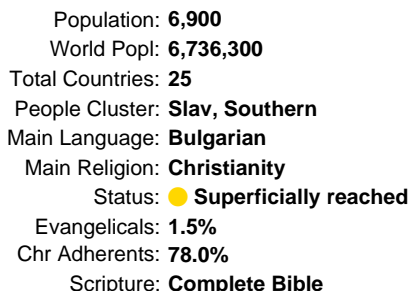 Population: 6,900
World Popl: 6,736,300
Total Countries: 25
People Cluster: Slav, Southern
Main Language: Bulgarian
Main Religion: Christianity
Status: Superficially reached
Evangelicals: 1.5%
Chr Adherents: 78.0%
Scripture: Complete Bible